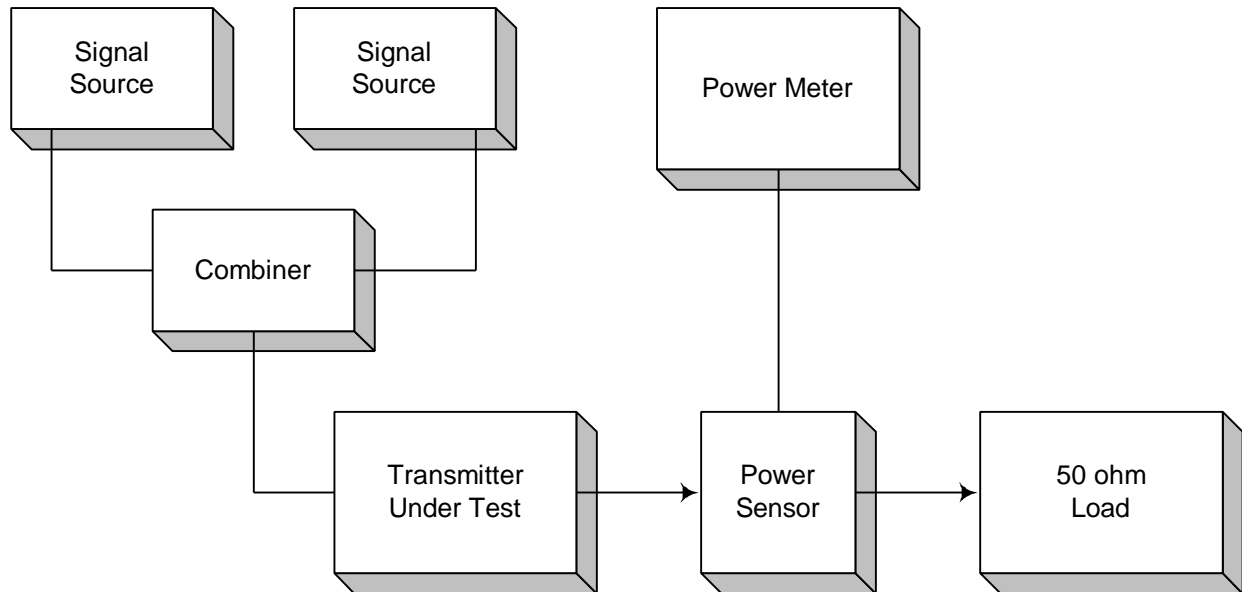 Signal
Source
Signal
Source
Power Meter
Combiner
Transmitter
Under Test
Power
Sensor
50 ohm
Load